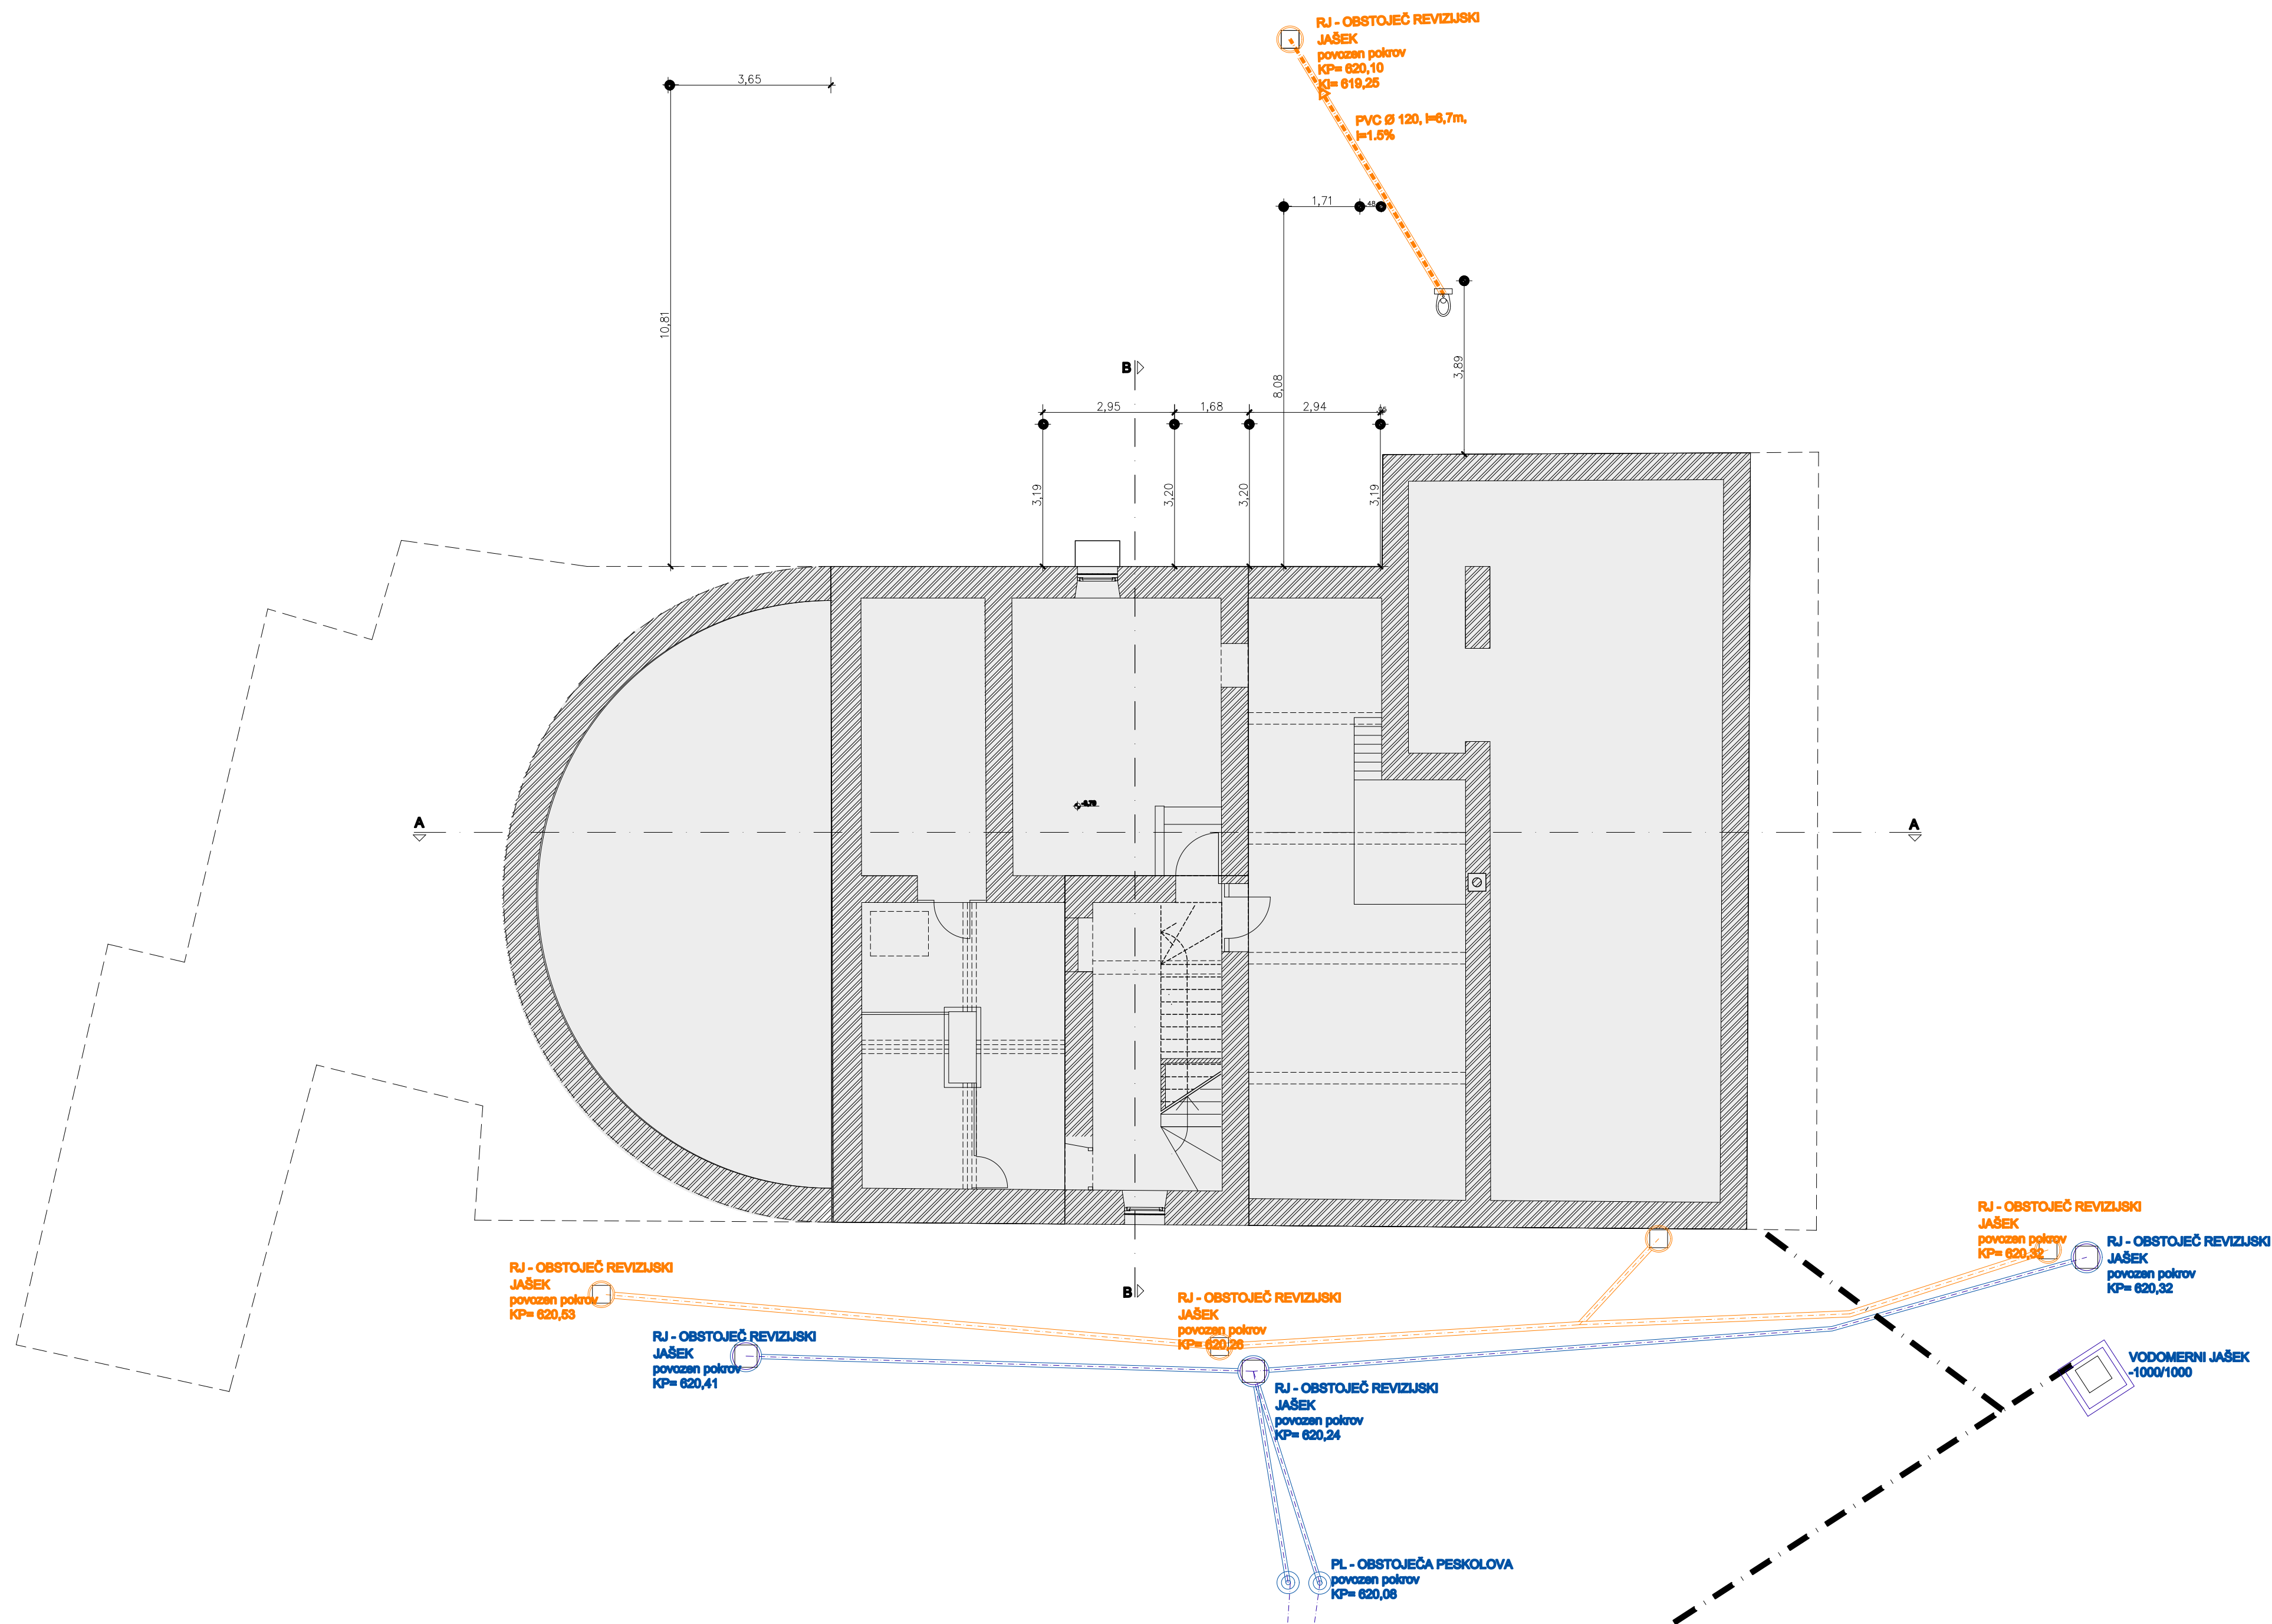 RJ - OBSTOJEČ REVIZIJSKI
JAŠEK
povozen pokrov
KP= 620,10
KI= 619,25
3,65
PVC Ø 120, l=6,7m,
i=1.5%
1,71
48
10,81
3,89
B
8,08
2,95
1,68
2,94
3,19
3,20
3,20
3,19
A
A
RJ - OBSTOJEČ REVIZIJSKI
JAŠEK
povozen pokrov
KP= 620,32
RJ - OBSTOJEČ REVIZIJSKI
JAŠEK
povozen pokrov
KP= 620,32
RJ - OBSTOJEČ REVIZIJSKI
JAŠEK
povozen pokrov
KP= 620,53
B
RJ - OBSTOJEČ REVIZIJSKI
JAŠEK
povozen pokrov
KP= 620,26
RJ - OBSTOJEČ REVIZIJSKI
JAŠEK
povozen pokrov
KP= 620,41
VODOMERNI JAŠEK
-1000/1000
RJ - OBSTOJEČ REVIZIJSKI
JAŠEK
povozen pokrov
KP= 620,24
PL - OBSTOJEČA PESKOLOVA
povozen pokrov
KP= 620,08